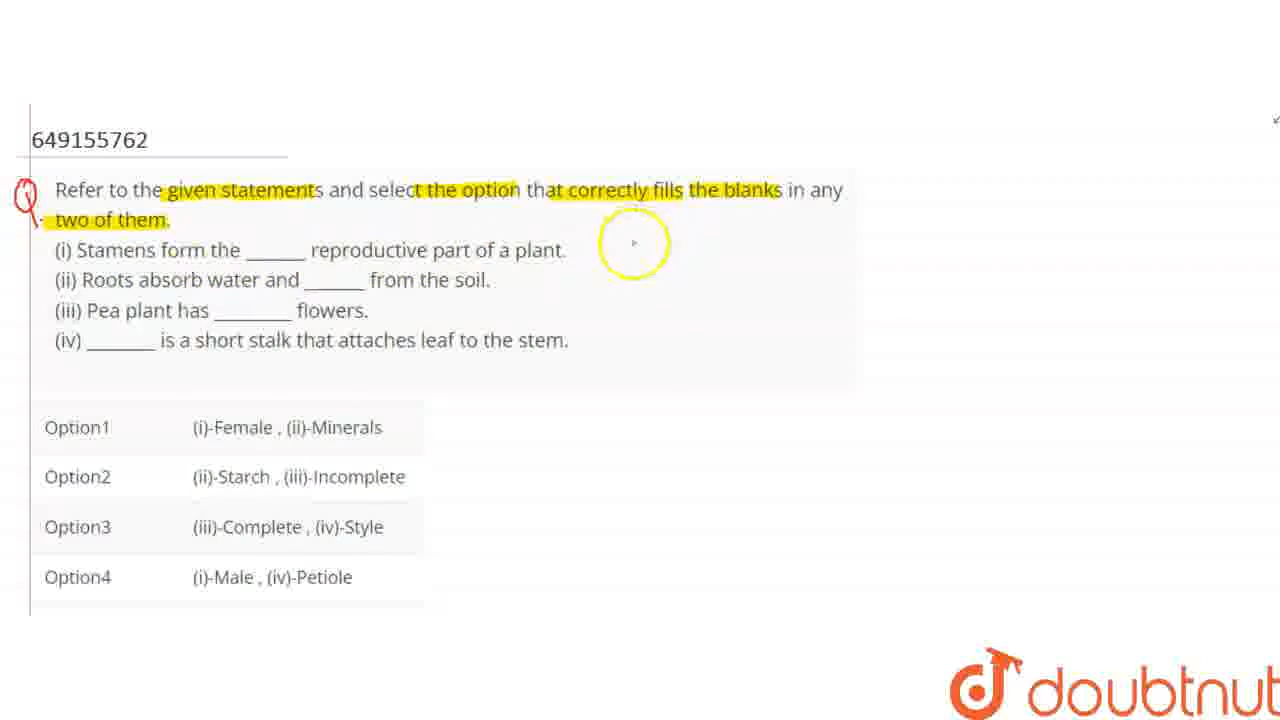 649155762
Q. Refer to the given statements and select the option that correctly fills the blanks in any
two of them.
(i) Stamens form the ______ reproductive part of a plant.
(ii) Roots absorb water and ______ from the soil.
(iii) Pea plant has ________ flowers.
(iv) _______ is a short stalk that attaches leaf to the stem.
Option1 (i)-Female , (ii)-Minerals
Option2 (ii)-Starch , (iii)-Incomplete
Option3 (iii)-Complete , (iv)-Style
Option4 (i)-Male , (iv)-Petiole
doubtnut